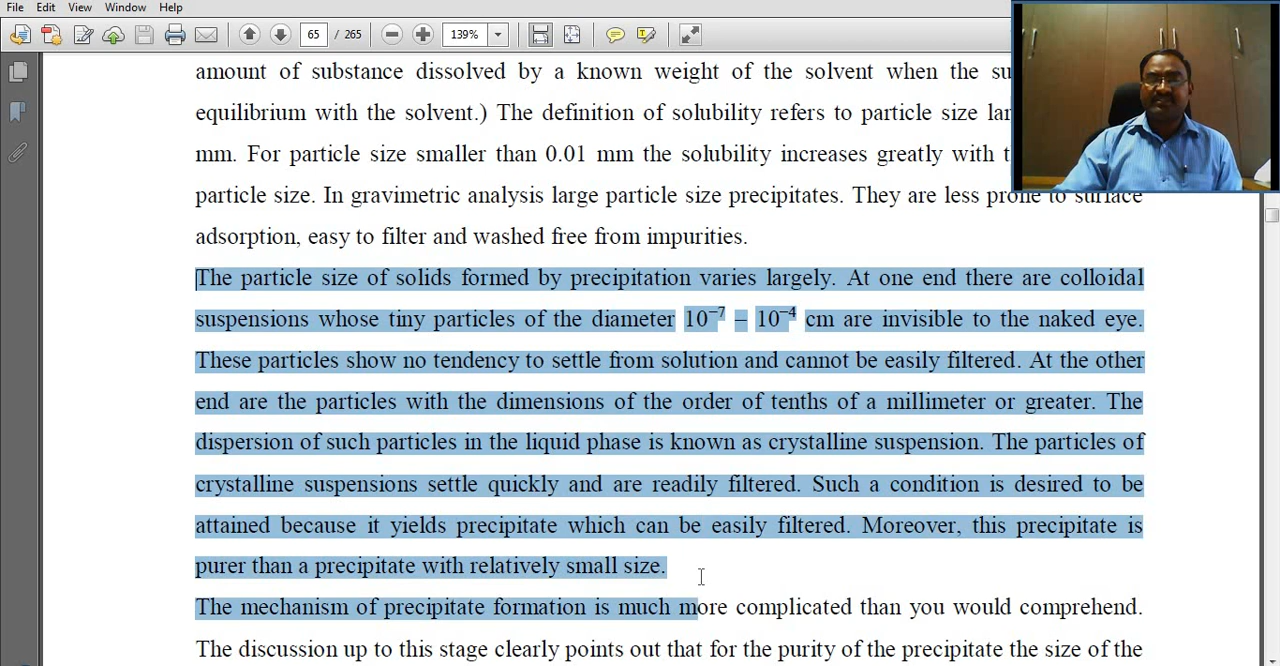 File Edit View Window Help
65 / 265 139%
amount of substance dissolved by a known weight of the solvent when the
equilibrium with the solvent.) The definition of solubility refers to particle size
mm. For particle size smaller than 0.01 mm the solubility increases greatly with
particle size. In gravimetric analysis large particle size precipitates. They are less prone to surface
adsorption, easy to filter and washed free from impurities.
The particle size of solids formed by precipitation varies largely. At one end there are colloidal
suspensions whose tiny particles of the diameter 10⁻⁷ – 10⁻⁴ cm are invisible to the naked eye.
These particles show no tendency to settle from solution and cannot be easily filtered. At the other
end are the particles with the dimensions of the order of tenths of a millimeter or greater. The
dispersion of such particles in the liquid phase is known as crystalline suspension. The particles of
crystalline suspensions settle quickly and are readily filtered. Such a condition is desired to be
attained because it yields precipitate which can be easily filtered. Moreover, this precipitate is
purer than a precipitate with relatively small size.
The mechanism of precipitate formation is much more complicated than you would comprehend.
The discussion up to this stage clearly points out that for the purity of the precipitate the size of the